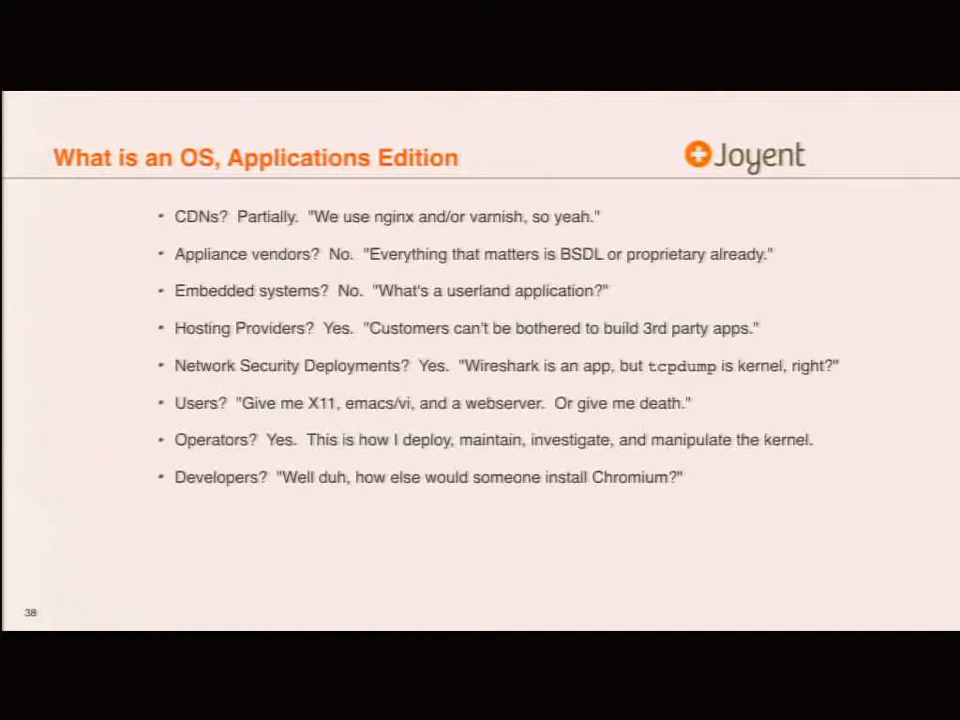 What is an OS, Applications Edition
Joyent
• CDNs? Partially. "We use nginx and/or varnish, so yeah."
• Appliance vendors? No. "Everything that matters is BSDL or proprietary already."
• Embedded systems? No. "What's a userland application?"
• Hosting Providers? Yes. "Customers can't be bothered to build 3rd party apps."
• Network Security Deployments? Yes. "Wireshark is an app, but tcpdump is kernel, right?"
• Users? "Give me X11, emacs/vi, and a webserver. Or give me death."
• Operators? Yes. This is how I deploy, maintain, investigate, and manipulate the kernel.
• Developers? "Well duh, how else would someone install Chromium?"
38